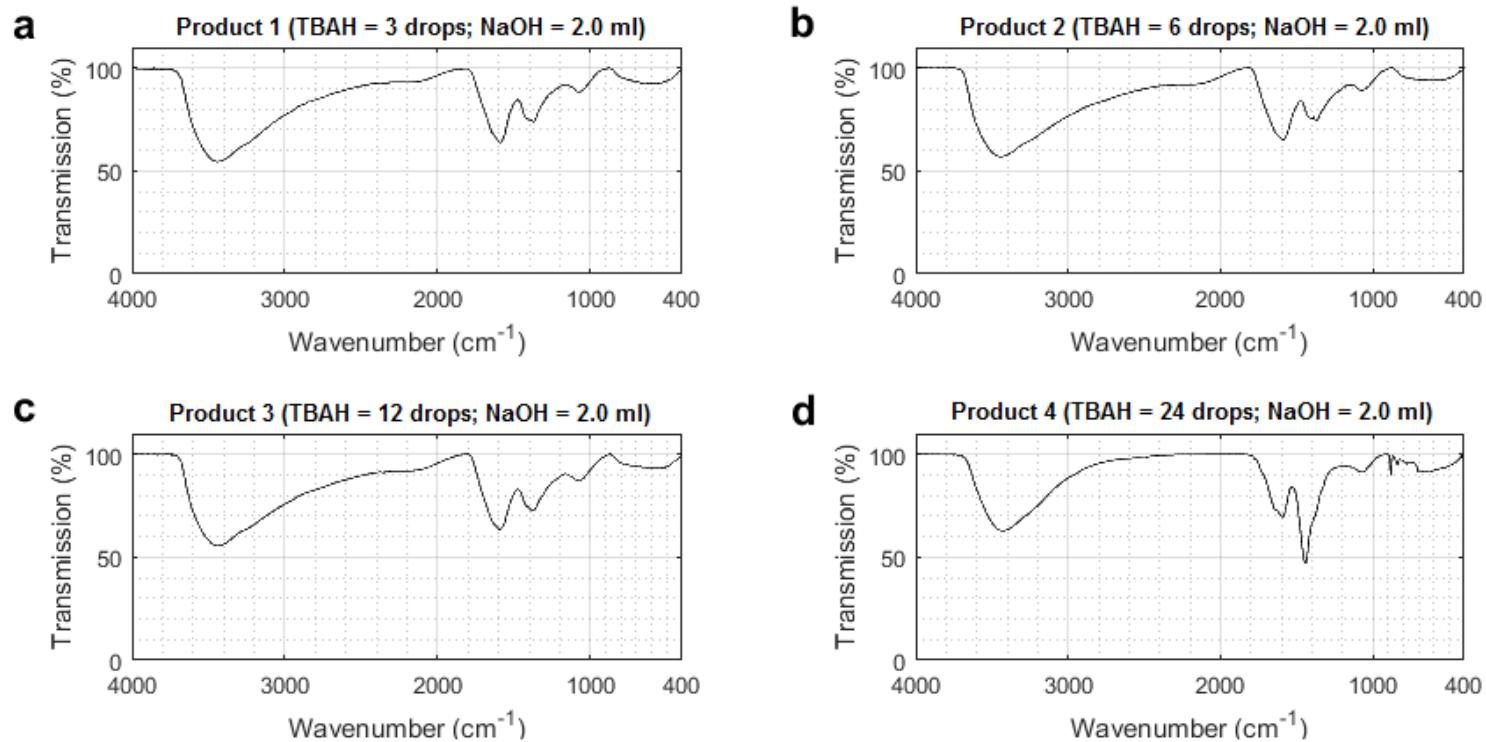 a
Product 1 (TBAH = 3 drops; NaOH = 2.0 ml)
Transmission (%)
100
50
0
4000 3000 2000 1000 400
Wavenumber (cm⁻¹)
b
Product 2 (TBAH = 6 drops; NaOH = 2.0 ml)
Transmission (%)
100
50
0
4000 3000 2000 1000 400
Wavenumber (cm⁻¹)
c
Product 3 (TBAH = 12 drops; NaOH = 2.0 ml)
Transmission (%)
100
50
0
4000 3000 2000 1000 400
Wavenumber (cm⁻¹)
d
Product 4 (TBAH = 24 drops; NaOH = 2.0 ml)
Transmission (%)
100
50
0
4000 3000 2000 1000 400
Wavenumber (cm⁻¹)